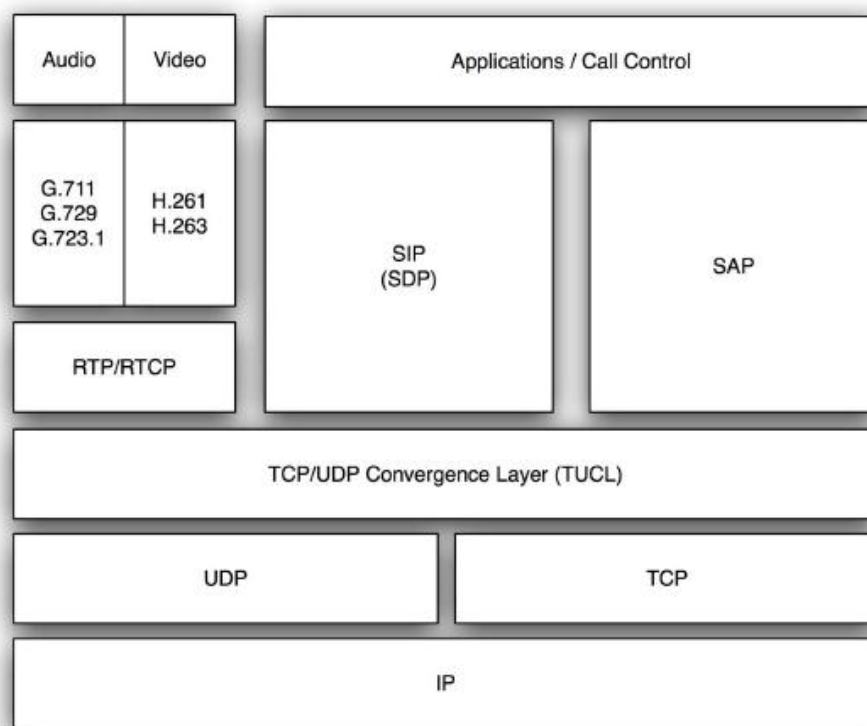 Audio
Video
Applications / Call Control
G.711
G.729
G.723.1
H.261
H.263
SIP
(SDP)
SAP
RTP/RTCP
TCP/UDP Convergence Layer (TUCL)
UDP
TCP
IP